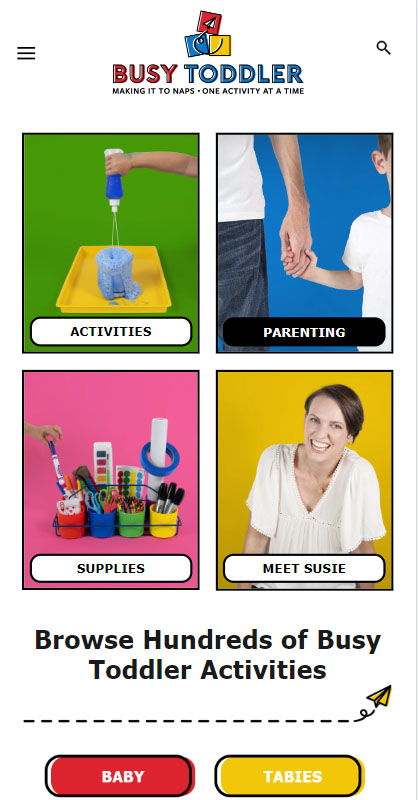 BUSY TODDLER
MAKING IT TO NAPS • ONE ACTIVITY AT A TIME
ACTIVITIES
PARENTING
SUPPLIES
MEET SUSIE
Browse Hundreds of Busy
Toddler Activities
BABY
TABIES